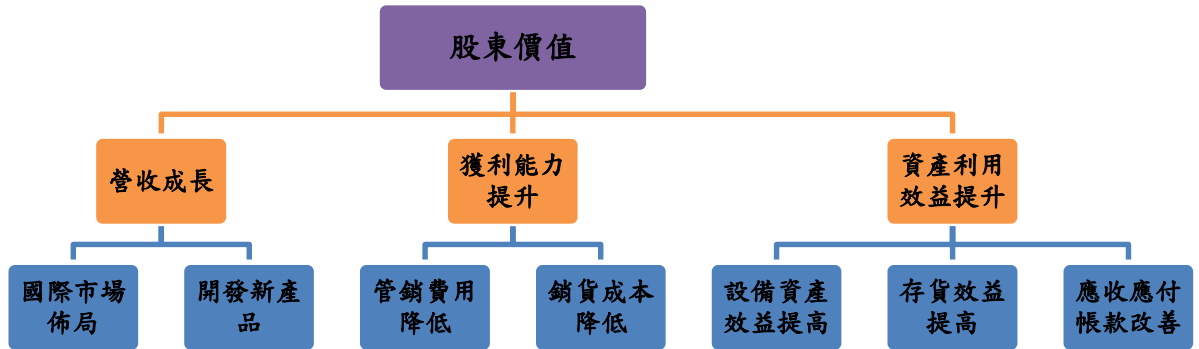 股東價值
營收成長
獲利能力
提升
資產利用
效益提升
國際市場
佈局
開發新產
品
管銷費用
降低
銷貨成本
降低
設備資產
效益提高
存貨效益
提高
應收應付
帳款改善